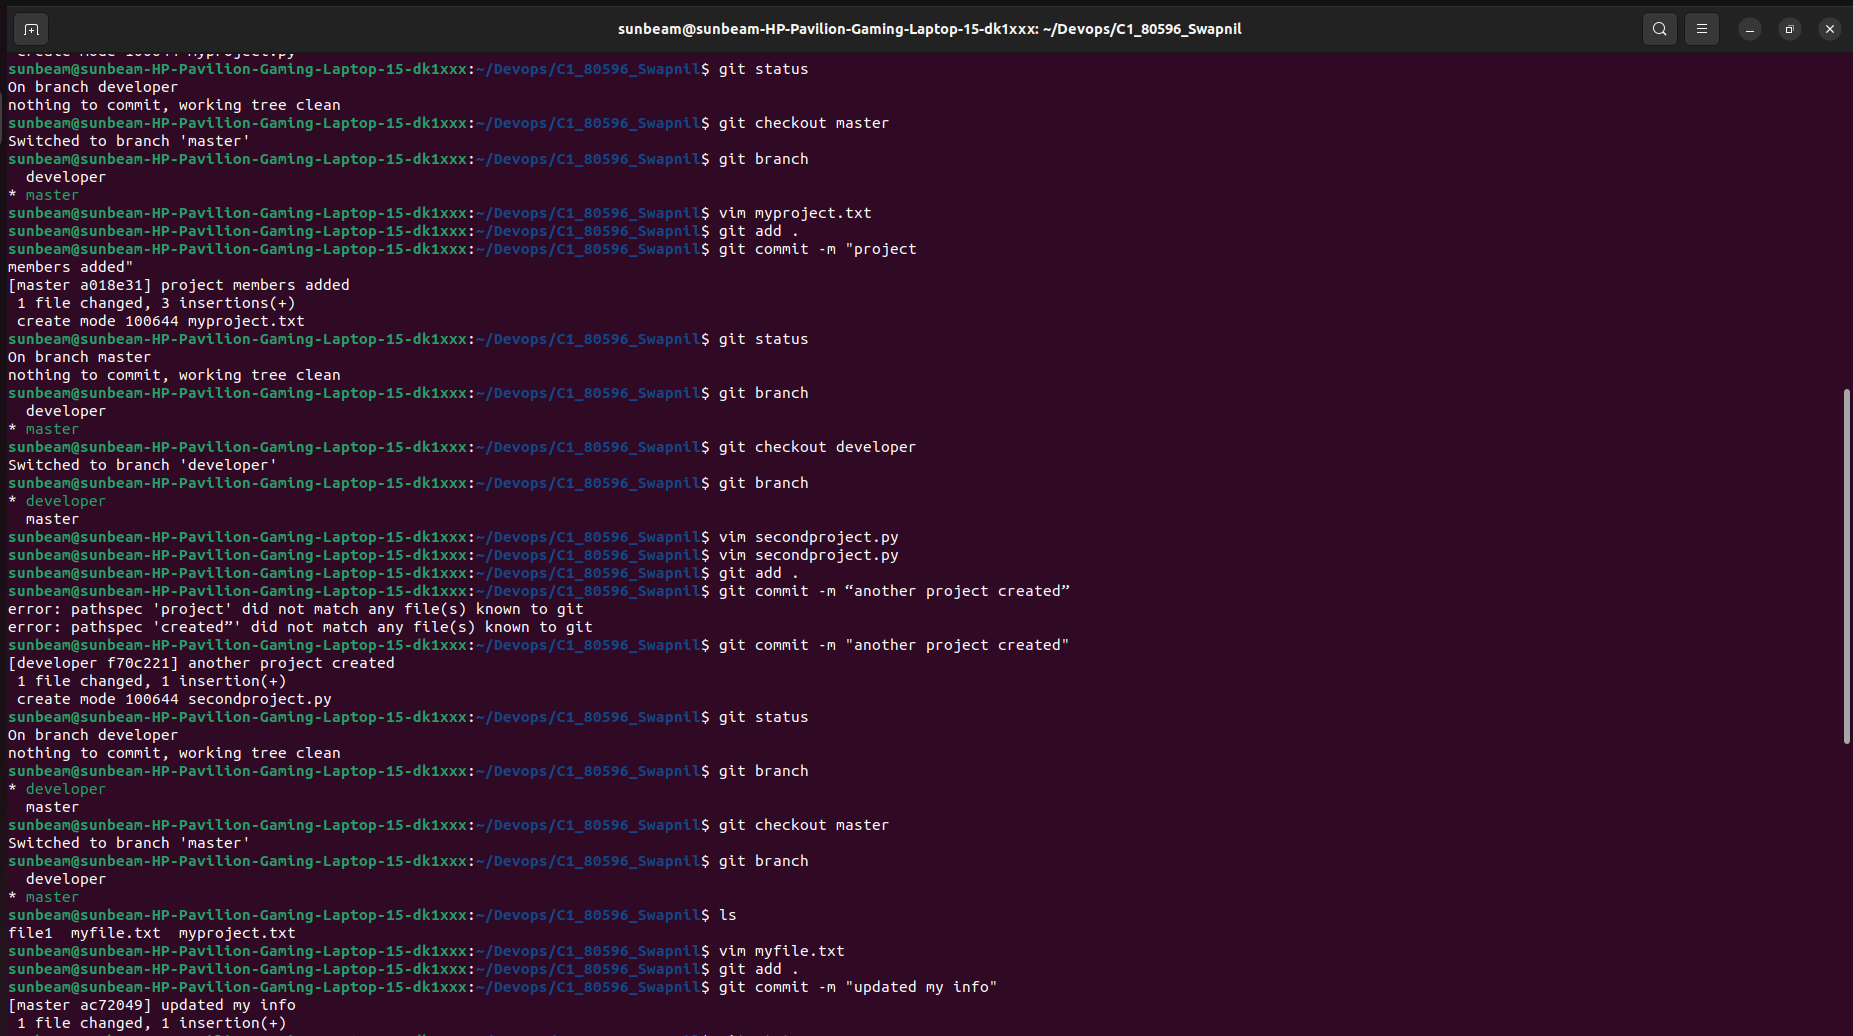 sunbeam@sunbeam-HP-Pavilion-Gaming-Laptop-15-dk1xxx: ~/Devops/C1_80596_Swapnil
create mode 100644 myproject.py
sunbeam@sunbeam-HP-Pavilion-Gaming-Laptop-15-dk1xxx:~/Devops/C1_80596_Swapnil$ git status
On branch developer
nothing to commit, working tree clean
sunbeam@sunbeam-HP-Pavilion-Gaming-Laptop-15-dk1xxx:~/Devops/C1_80596_Swapnil$ git checkout master
Switched to branch 'master'
sunbeam@sunbeam-HP-Pavilion-Gaming-Laptop-15-dk1xxx:~/Devops/C1_80596_Swapnil$ git branch
  developer
* master
sunbeam@sunbeam-HP-Pavilion-Gaming-Laptop-15-dk1xxx:~/Devops/C1_80596_Swapnil$ vim myproject.txt
sunbeam@sunbeam-HP-Pavilion-Gaming-Laptop-15-dk1xxx:~/Devops/C1_80596_Swapnil$ git add .
sunbeam@sunbeam-HP-Pavilion-Gaming-Laptop-15-dk1xxx:~/Devops/C1_80596_Swapnil$ git commit -m "project
members added"
[master a018e31] project members added
 1 file changed, 3 insertions(+)
 create mode 100644 myproject.txt
sunbeam@sunbeam-HP-Pavilion-Gaming-Laptop-15-dk1xxx:~/Devops/C1_80596_Swapnil$ git status
On branch master
nothing to commit, working tree clean
sunbeam@sunbeam-HP-Pavilion-Gaming-Laptop-15-dk1xxx:~/Devops/C1_80596_Swapnil$ git branch
  developer
* master
sunbeam@sunbeam-HP-Pavilion-Gaming-Laptop-15-dk1xxx:~/Devops/C1_80596_Swapnil$ git checkout developer
Switched to branch 'developer'
sunbeam@sunbeam-HP-Pavilion-Gaming-Laptop-15-dk1xxx:~/Devops/C1_80596_Swapnil$ git branch
* developer
  master
sunbeam@sunbeam-HP-Pavilion-Gaming-Laptop-15-dk1xxx:~/Devops/C1_80596_Swapnil$ vim secondproject.py
sunbeam@sunbeam-HP-Pavilion-Gaming-Laptop-15-dk1xxx:~/Devops/C1_80596_Swapnil$ vim secondproject.py
sunbeam@sunbeam-HP-Pavilion-Gaming-Laptop-15-dk1xxx:~/Devops/C1_80596_Swapnil$ git add .
sunbeam@sunbeam-HP-Pavilion-Gaming-Laptop-15-dk1xxx:~/Devops/C1_80596_Swapnil$ git commit -m “another project created”
error: pathspec 'project' did not match any file(s) known to git
error: pathspec 'created”' did not match any file(s) known to git
sunbeam@sunbeam-HP-Pavilion-Gaming-Laptop-15-dk1xxx:~/Devops/C1_80596_Swapnil$ git commit -m "another project created"
[developer f70c221] another project created
 1 file changed, 1 insertion(+)
 create mode 100644 secondproject.py
sunbeam@sunbeam-HP-Pavilion-Gaming-Laptop-15-dk1xxx:~/Devops/C1_80596_Swapnil$ git status
On branch developer
nothing to commit, working tree clean
sunbeam@sunbeam-HP-Pavilion-Gaming-Laptop-15-dk1xxx:~/Devops/C1_80596_Swapnil$ git branch
* developer
  master
sunbeam@sunbeam-HP-Pavilion-Gaming-Laptop-15-dk1xxx:~/Devops/C1_80596_Swapnil$ git checkout master
Switched to branch 'master'
sunbeam@sunbeam-HP-Pavilion-Gaming-Laptop-15-dk1xxx:~/Devops/C1_80596_Swapnil$ git branch
  developer
* master
sunbeam@sunbeam-HP-Pavilion-Gaming-Laptop-15-dk1xxx:~/Devops/C1_80596_Swapnil$ ls
file1  myfile.txt  myproject.txt
sunbeam@sunbeam-HP-Pavilion-Gaming-Laptop-15-dk1xxx:~/Devops/C1_80596_Swapnil$ vim myfile.txt
sunbeam@sunbeam-HP-Pavilion-Gaming-Laptop-15-dk1xxx:~/Devops/C1_80596_Swapnil$ git add .
sunbeam@sunbeam-HP-Pavilion-Gaming-Laptop-15-dk1xxx:~/Devops/C1_80596_Swapnil$ git commit -m "updated my info"
[master ac72049] updated my info
 1 file changed, 1 insertion(+)